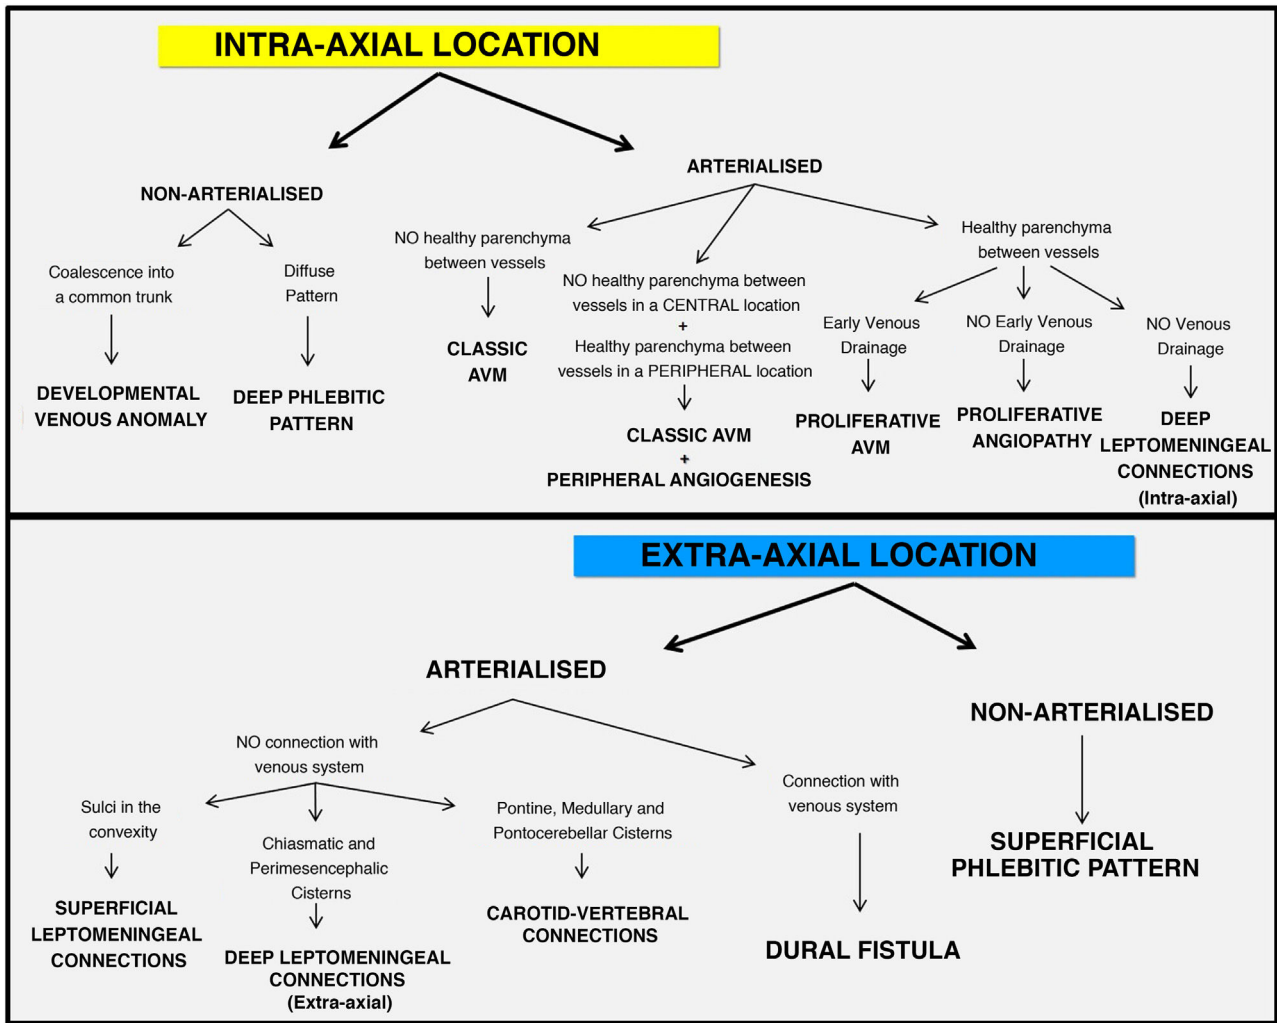 INTRA-AXIAL LOCATION
NON-ARTERIALISED
Coalescence into
a common trunk
DEVELOPMENTAL
VENOUS ANOMALY
Diffuse
Pattern
DEEP PHLEBITIC
PATTERN
ARTERIALISED
NO healthy parenchyma
between vessels
CLASSIC
AVM
NO healthy parenchyma between
vessels in a CENTRAL location
+
Healthy parenchyma between
vessels in a PERIPHERAL location
CLASSIC AVM
+
PERIPHERAL ANGIOGENESIS
Healthy parenchyma
between vessels
Early Venous
Drainage
PROLIFERATIVE
AVM
NO Early Venous
Drainage
PROLIFERATIVE
ANGIOPATHY
NO Venous
Drainage
DEEP
LEPTOMENINGEAL
CONNECTIONS
(Intra-axial)
EXTRA-AXIAL LOCATION
ARTERIALISED
NO connection with
venous system
Sulci in the
convexity
SUPERFICIAL
LEPTOMENINGEAL
CONNECTIONS
Chiasmatic and
Perimesencephalic
Cisterns
DEEP LEPTOMENINGEAL
CONNECTIONS
(Extra-axial)
Pontine, Medullary and
Pontocerebellar Cisterns
CAROTID-VERTEBRAL
CONNECTIONS
Connection with
venous system
DURAL FISTULA
NON-ARTERIALISED
SUPERFICIAL
PHLEBITIC PATTERN